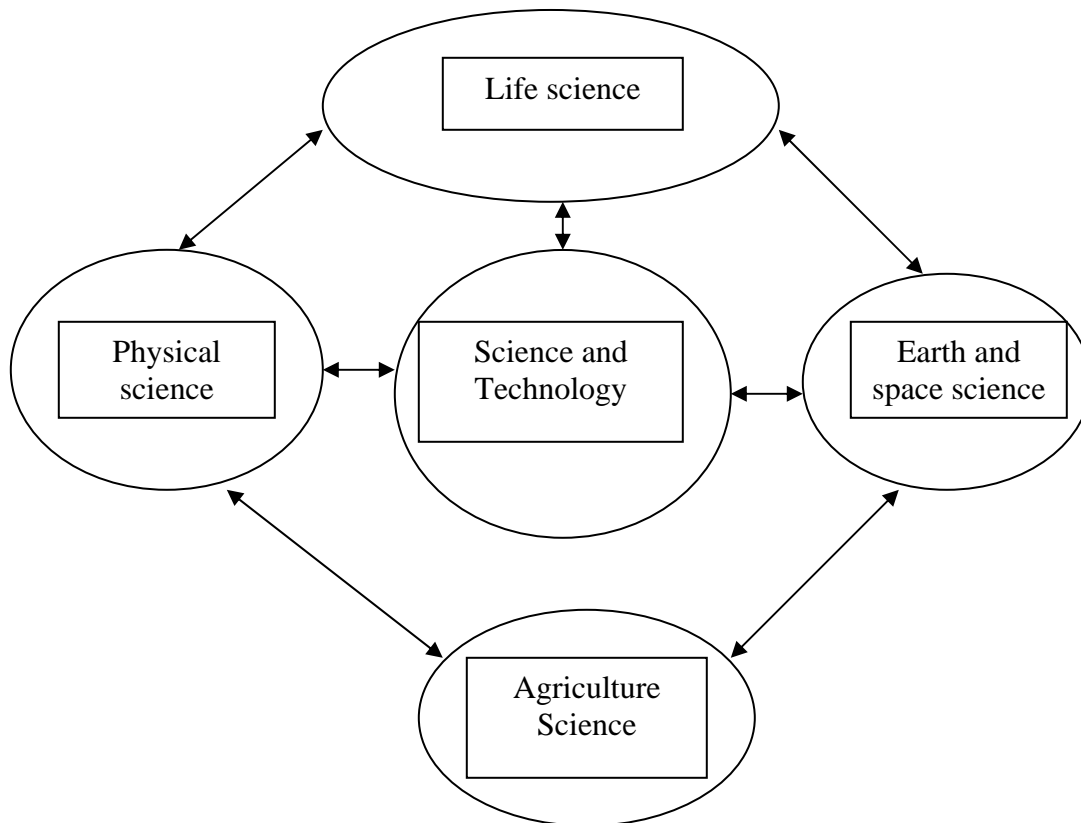 Life science
Physical
science
Science and
Technology
Earth and
space science
Agriculture
Science